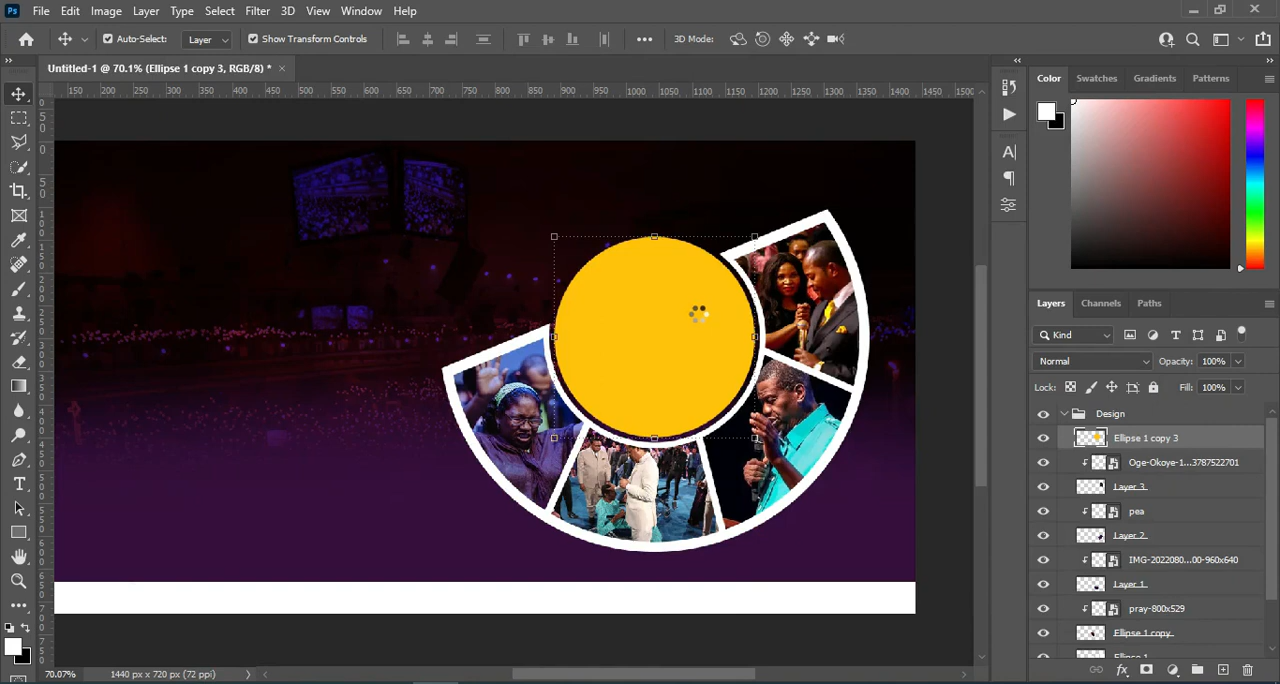 Ps File Edit Image Layer Type Select Filter 3D View Window Help
Auto-Select: Layer Show Transform Controls 3D Mode:
Untitled-1 @ 70.1% (Ellipse 1 copy 3, RGB/8) *
150 200 250 300 350 400 450 500 550 600 650 700 750 800 850 900 950 1000 1050 1100 1150 1200 1250 1300 1350 1400 1450 1500
Color Swatches Gradients Patterns
Layers Channels Paths
Kind
Normal Opacity: 100%
Lock: Fill: 100%
Design
Ellipse 1 copy 3
Oge-Okoye-1...3787522701
Layer 3
pea
Layer 2
IMG-2022080...00-960x640
Layer 1
pray-800x529
Ellipse 1 copy
Ellipse 1
70.07% 1440 px x 720 px (72 ppi)